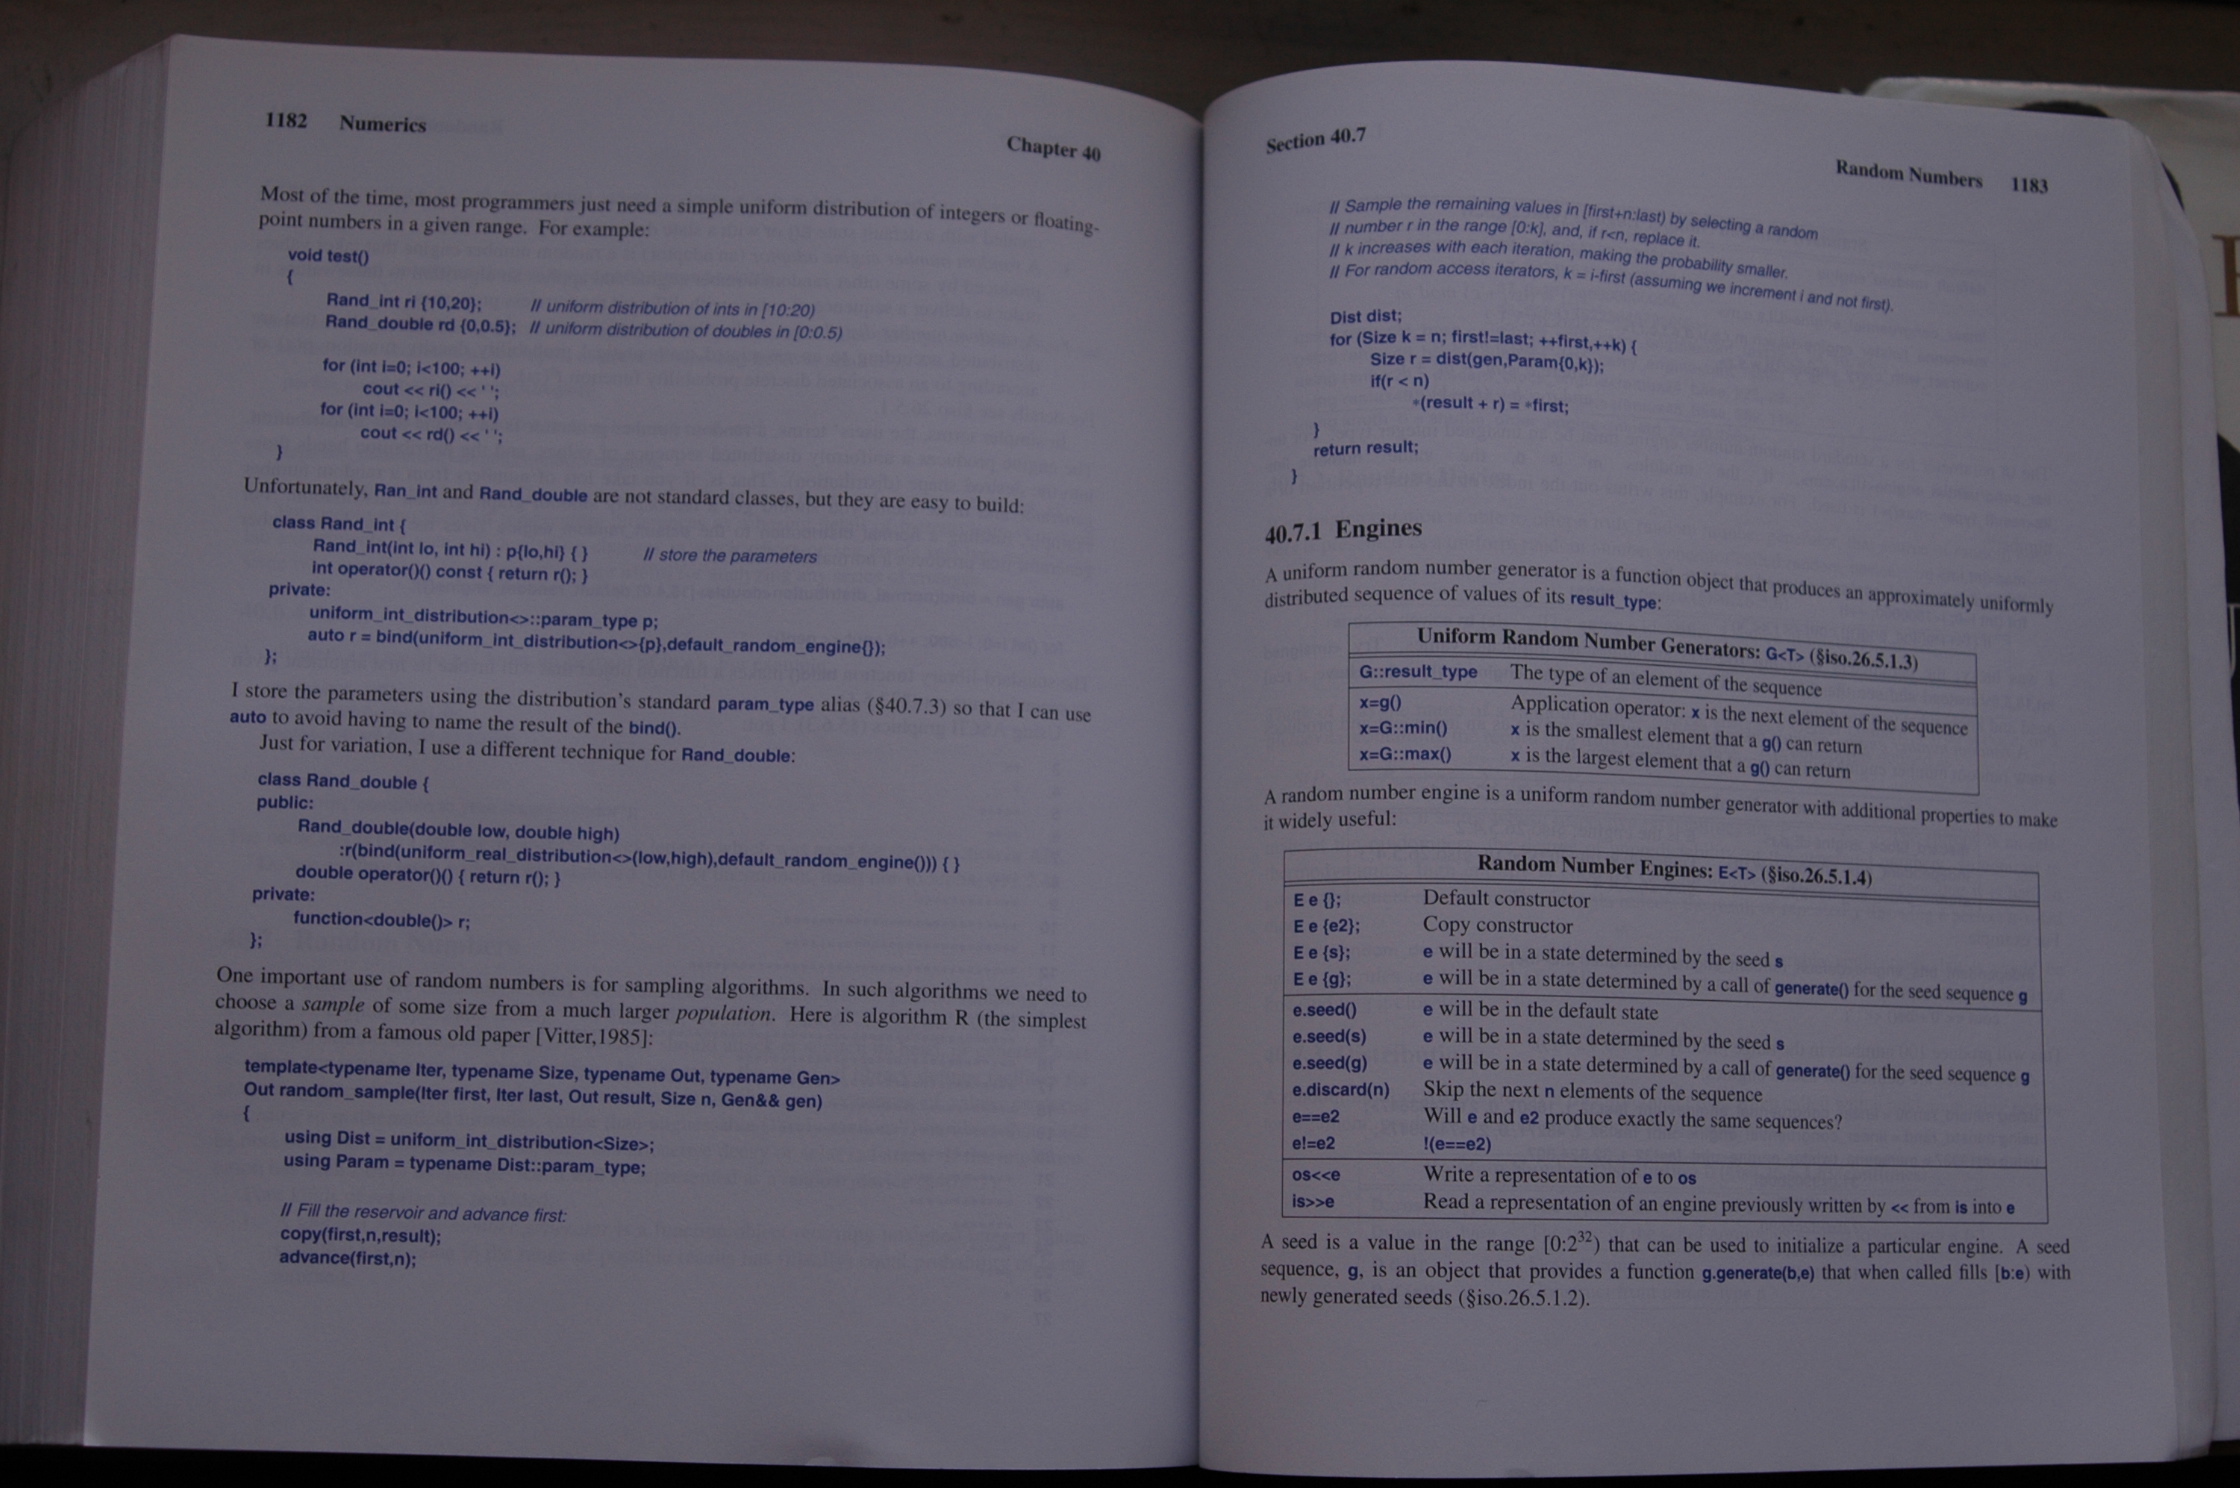 1182 Numerics Chapter 40
Most of the time, most programmers just need a simple uniform distribution of integers or floating-
point numbers in a given range. For example:
void test()
{
Rand_int ri {10,20}; // uniform distribution of ints in [10:20)
Rand_double rd {0,0.5}; // uniform distribution of doubles in [0:0.5)
for (int i=0; i<100; ++i)
cout << ri() << ' ';
for (int i=0; i<100; ++i)
cout << rd() << ' ';
}
Unfortunately, Ran_int and Rand_double are not standard classes, but they are easy to build:
class Rand_int {
Rand_int(int lo, int hi) : p{lo,hi} { } // store the parameters
int operator()() const { return r(); }
private:
uniform_int_distribution<>::param_type p;
auto r = bind(uniform_int_distribution<>{p},default_random_engine{});
};
I store the parameters using the distribution's standard param_type alias (§40.7.3) so that I can use
auto to avoid having to name the result of the bind().
Just for variation, I use a different technique for Rand_double:
class Rand_double {
public:
Rand_double(double low, double high)
:r(bind(uniform_real_distribution<>(low,high),default_random_engine())) { }
double operator()() { return r(); }
private:
function<double()> r;
};
One important use of random numbers is for sampling algorithms. In such algorithms we need to
choose a sample of some size from a much larger population. Here is algorithm R (the simplest
algorithm) from a famous old paper [Vitter,1985]:
template<typename Iter, typename Size, typename Out, typename Gen>
Out random_sample(Iter first, Iter last, Out result, Size n, Gen&& gen)
{
using Dist = uniform_int_distribution<Size>;
using Param = typename Dist::param_type;
// Fill the reservoir and advance first:
copy(first,n,result);
advance(first,n);
Section 40.7 Random Numbers 1183
// Sample the remaining values in [first+n:last) by selecting a random
// number r in the range [0:k], and, if r<n, replace it.
// k increases with each iteration, making the probability smaller.
// For random access iterators, k = i-first (assuming we increment i and not first).
Dist dist;
for (Size k = n; first!=last; ++first,++k) {
Size r = dist(gen,Param{0,k});
if(r < n)
*(result + r) = *first;
}
return result;
}
40.7.1 Engines
A uniform random number generator is a function object that produces an approximately uniformly
distributed sequence of values of its result_type:
Uniform Random Number Generators: G<T> (§iso.26.5.1.3)
G::result_type The type of an element of the sequence
x=g() Application operator: x is the next element of the sequence
x=G::min() x is the smallest element that a g() can return
x=G::max() x is the largest element that a g() can return
A random number engine is a uniform random number generator with additional properties to make
it widely useful:
Random Number Engines: E<T> (§iso.26.5.1.4)
E e {}; Default constructor
E e {e2}; Copy constructor
E e {s}; e will be in a state determined by the seed s
E e {g}; e will be in a state determined by a call of generate() for the seed sequence g
e.seed() e will be in the default state
e.seed(s) e will be in a state determined by the seed s
e.seed(g) e will be in a state determined by a call of generate() for the seed sequence g
e.discard(n) Skip the next n elements of the sequence
e==e2 Will e and e2 produce exactly the same sequences?
e!=e2 !(e==e2)
os<<e Write a representation of e to os
is>>e Read a representation of an engine previously written by << from is into e
A seed is a value in the range [0:2³²) that can be used to initialize a particular engine. A seed
sequence, g, is an object that provides a function g.generate(b,e) that when called fills [b:e) with
newly generated seeds (§iso.26.5.1.2).